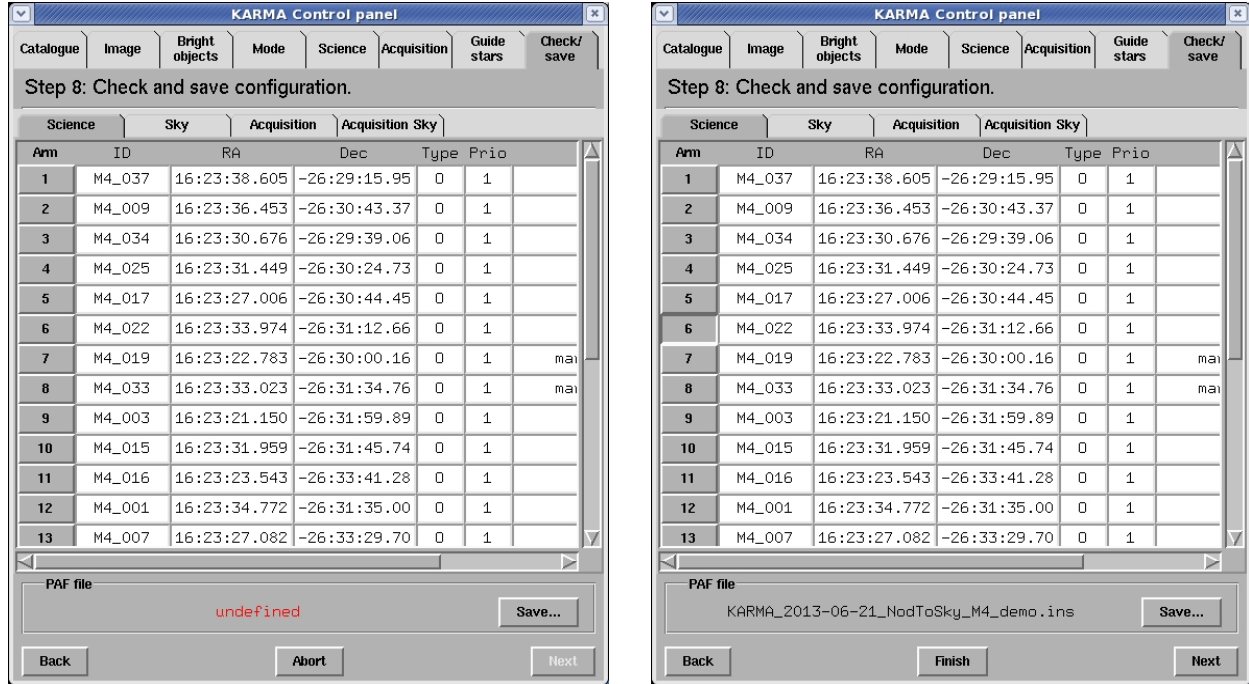 KARMA Control panel
Catalogue Image Bright objects Mode Science Acquisition Guide stars Check/ save
Step 8: Check and save configuration.
Science Sky Acquisition Acquisition Sky
Arm ID RA Dec Type Prio
1 M4_037 16:23:38.605 -26:29:15.95 0 1
2 M4_009 16:23:36.453 -26:30:43.37 0 1
3 M4_034 16:23:30.676 -26:29:39.06 0 1
4 M4_025 16:23:31.449 -26:30:24.73 0 1
5 M4_017 16:23:27.006 -26:30:44.45 0 1
6 M4_022 16:23:33.974 -26:31:12.66 0 1
7 M4_019 16:23:22.783 -26:30:00.16 0 1
8 M4_033 16:23:33.023 -26:31:34.76 0 1
9 M4_003 16:23:21.150 -26:31:59.89 0 1
10 M4_015 16:23:31.959 -26:31:45.74 0 1
11 M4_016 16:23:23.543 -26:33:41.28 0 1
12 M4_001 16:23:34.772 -26:31:35.00 0 1
13 M4_007 16:23:27.082 -26:33:29.70 0 1
PAF file
undefined Save...
Back Abort Next
KARMA Control panel
Catalogue Image Bright objects Mode Science Acquisition Guide stars Check/ save
Step 8: Check and save configuration.
Science Sky Acquisition Acquisition Sky
Arm ID RA Dec Type Prio
1 M4_037 16:23:38.605 -26:29:15.95 0 1
2 M4_009 16:23:36.453 -26:30:43.37 0 1
3 M4_034 16:23:30.676 -26:29:39.06 0 1
4 M4_025 16:23:31.449 -26:30:24.73 0 1
5 M4_017 16:23:27.006 -26:30:44.45 0 1
6 M4_022 16:23:33.974 -26:31:12.66 0 1
7 M4_019 16:23:22.783 -26:30:00.16 0 1
8 M4_033 16:23:33.023 -26:31:34.76 0 1
9 M4_003 16:23:21.150 -26:31:59.89 0 1
10 M4_015 16:23:31.959 -26:31:45.74 0 1
11 M4_016 16:23:23.543 -26:33:41.28 0 1
12 M4_001 16:23:34.772 -26:31:35.00 0 1
13 M4_007 16:23:27.082 -26:33:29.70 0 1
PAF file
KARMA_2013-06-21_NodToSky_M4_demo.ins Save...
Back Finish Next